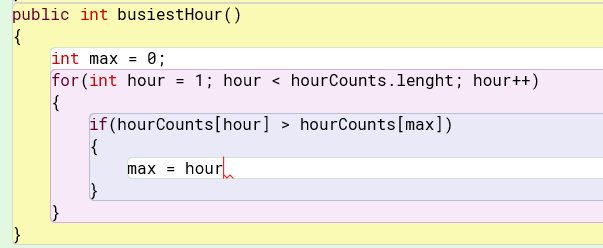 public int busiestHour()
{
int max = 0;
for(int hour = 1; hour < hourCounts.lenght; hour++)
{
if(hourCounts[hour] > hourCounts[max])
{
max = hour
}
}
}